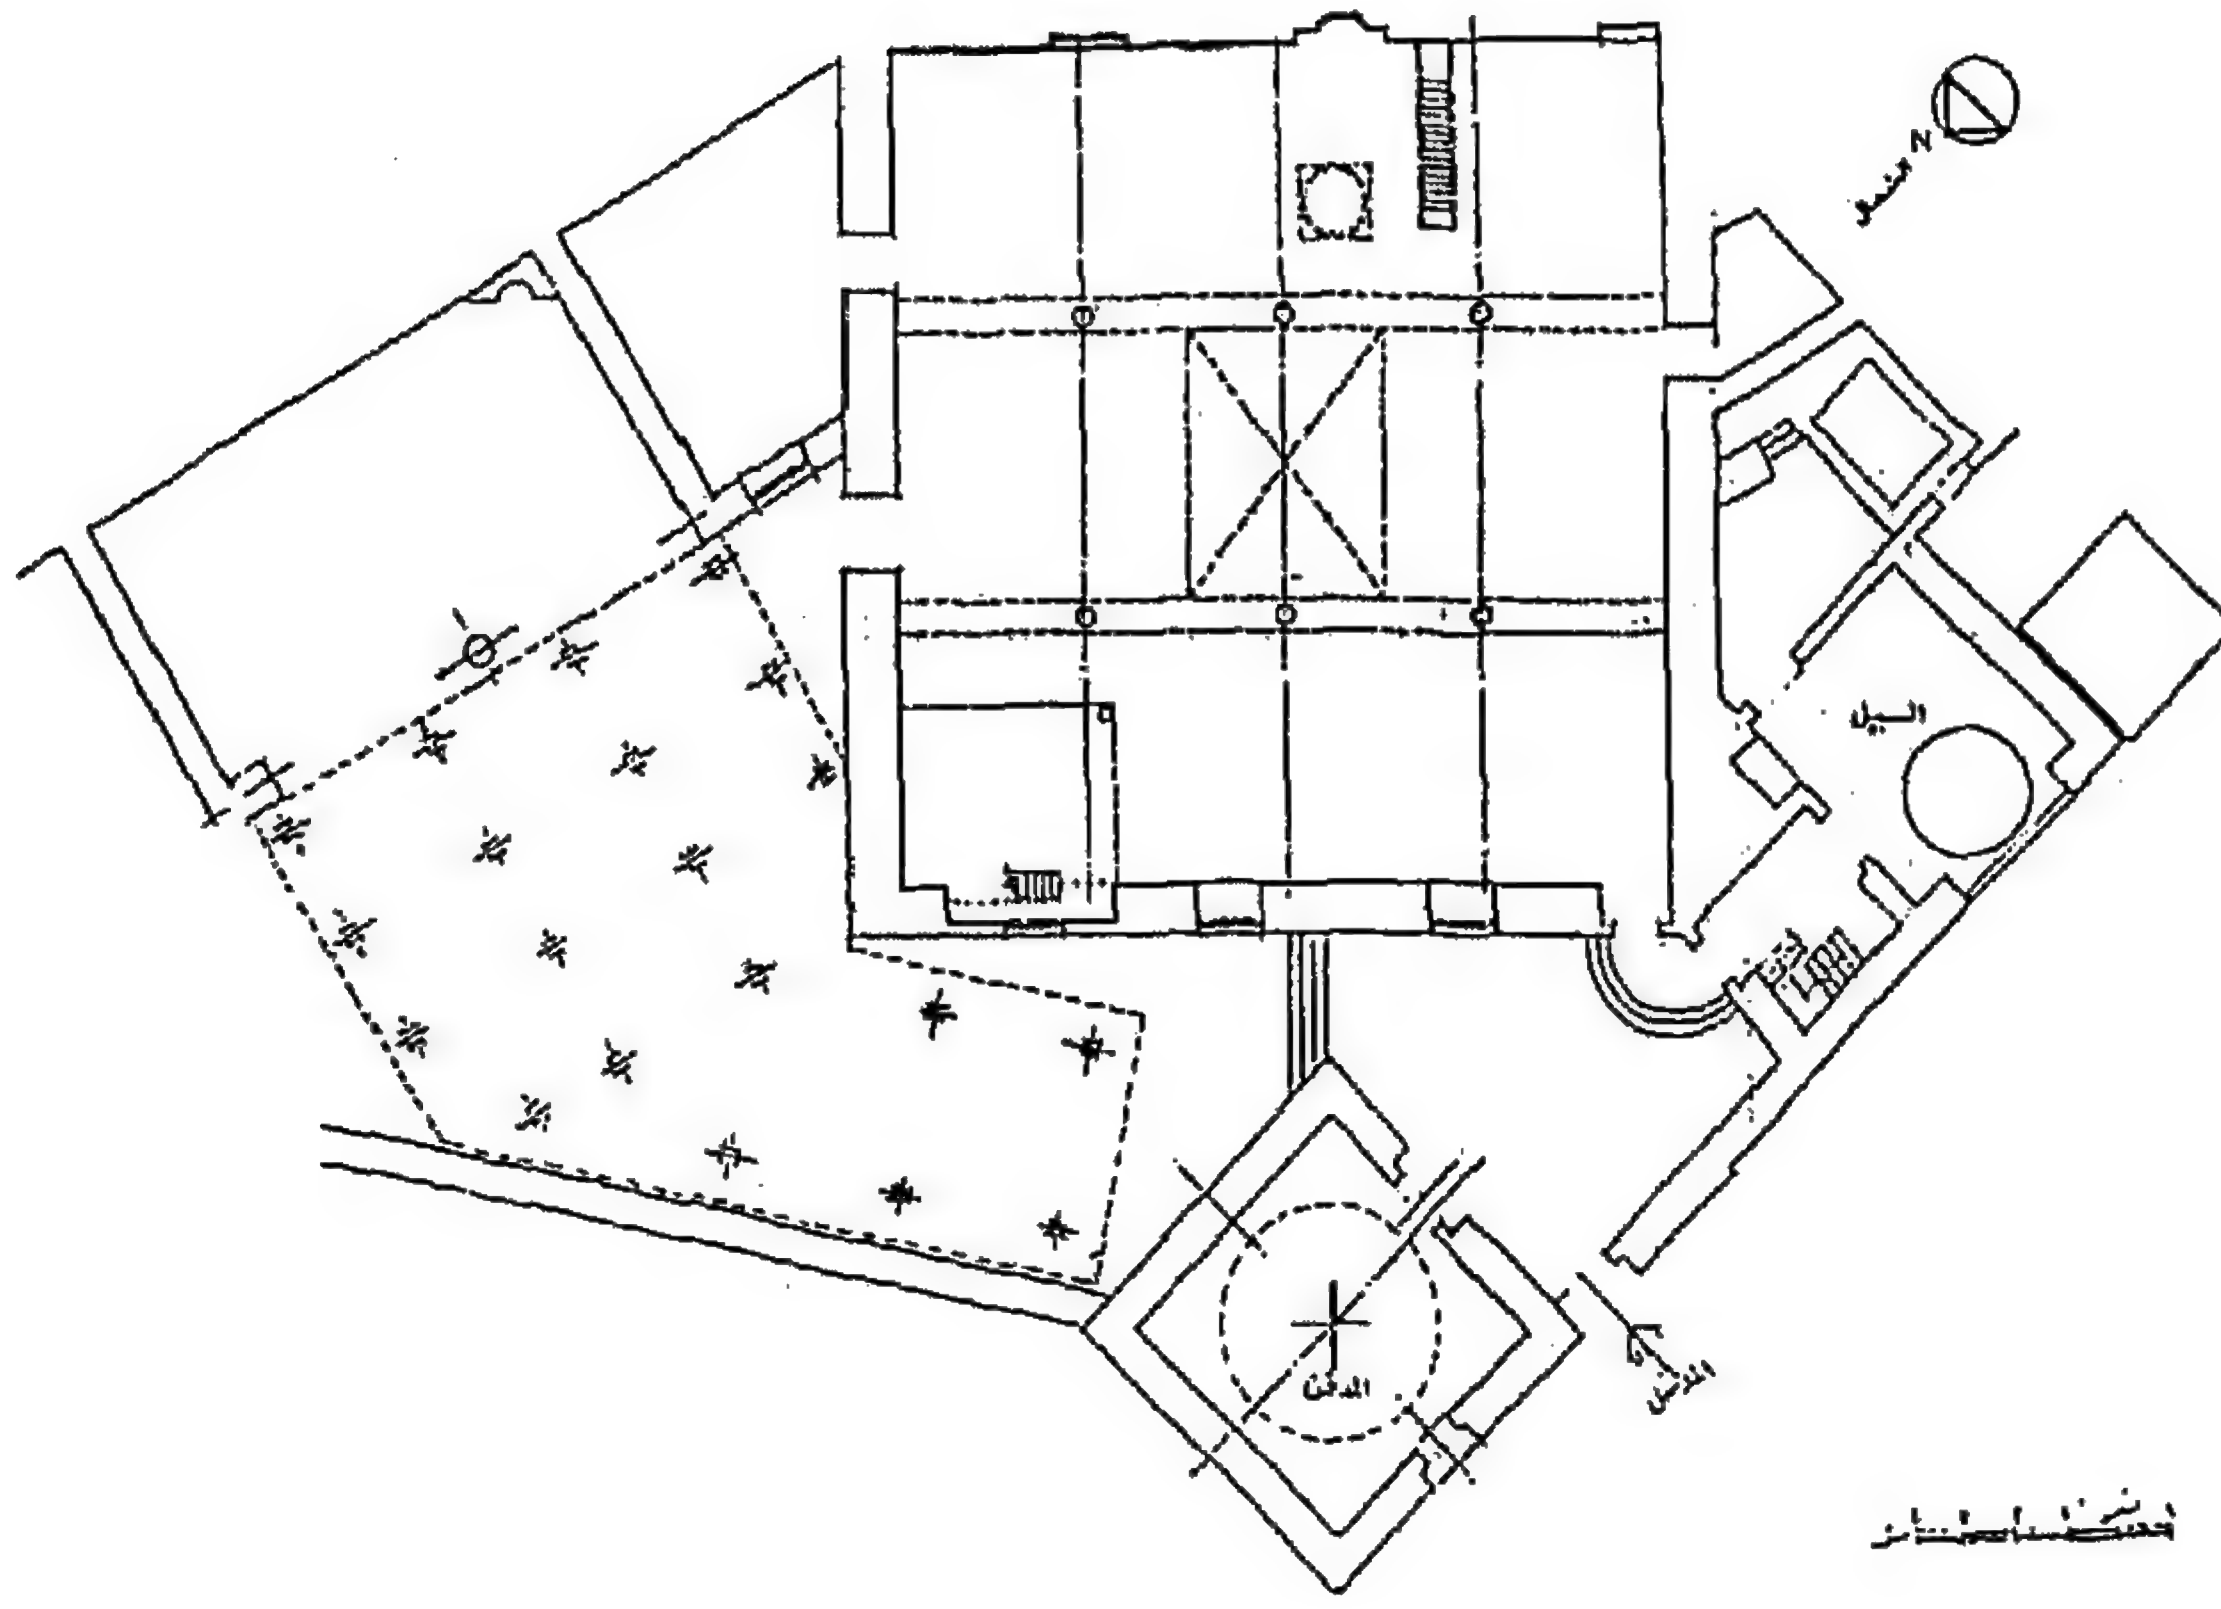 N
الشمال
السبيل
المدفن
المدخل